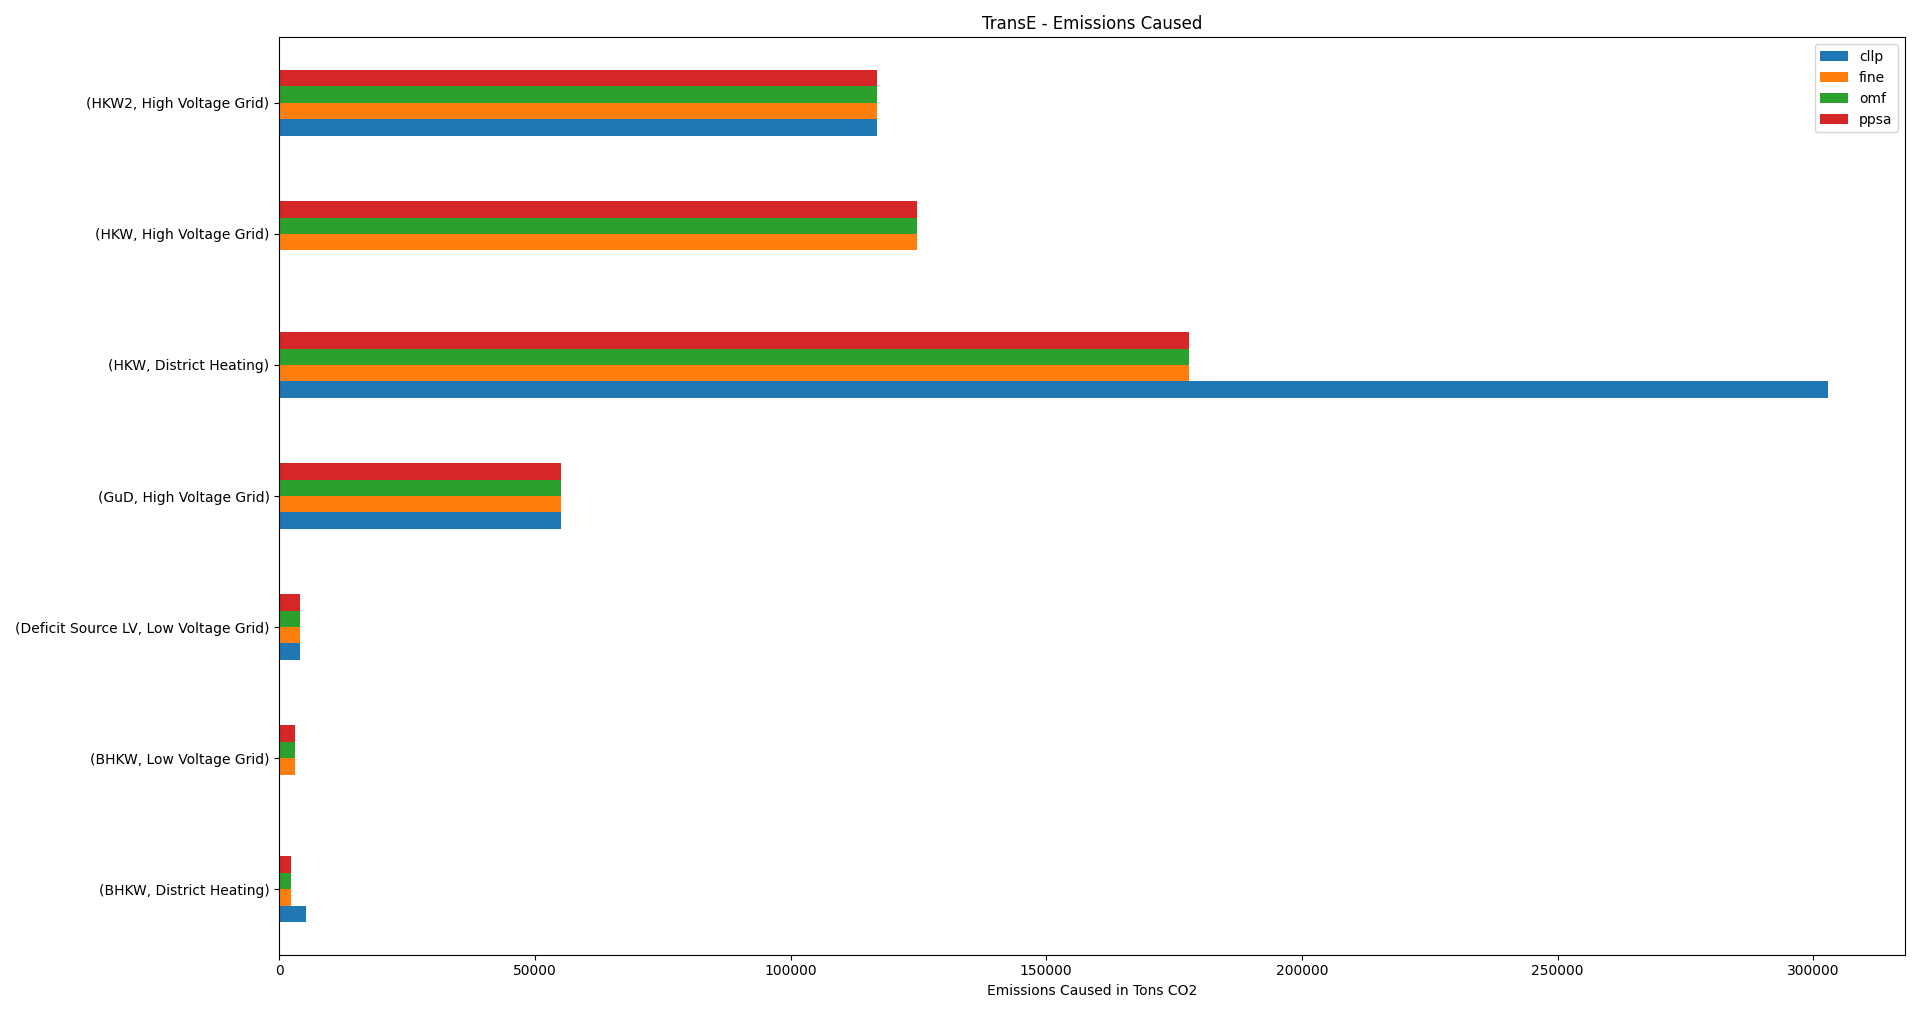 TransE - Emissions Caused
cllp
fine
omf
ppsa
(HKW2, High Voltage Grid)
(HKW, High Voltage Grid)
(HKW, District Heating)
(GuD, High Voltage Grid)
(Deficit Source LV, Low Voltage Grid)
(BHKW, Low Voltage Grid)
(BHKW, District Heating)
0 50000 100000 150000 200000 250000 300000
Emissions Caused in Tons CO2